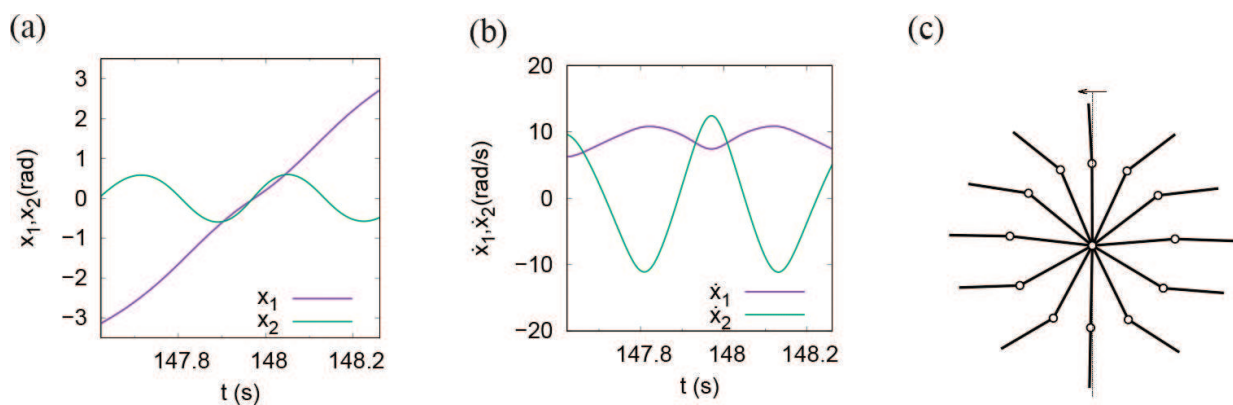 (a)
x₁,x₂(rad)
3
2
1
0
−1
−2
−3
x₁
x₂
147.8 148 148.2
t (s)
(b)
ẋ₁,ẋ₂(rad/s)
20
10
0
−10
−20
ẋ₁
ẋ₂
147.8 148 148.2
t (s)
(c)